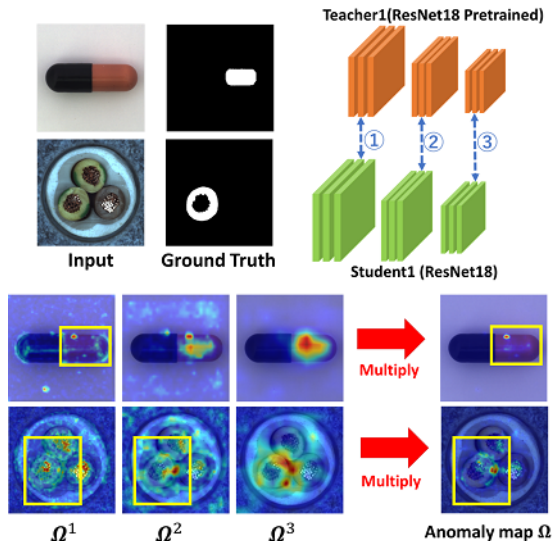 Teacher1(ResNet18 Pretrained)
① ② ③
Student1 (ResNet18)
Input Ground Truth
Multiply
Multiply
Ω¹ Ω² Ω³ Anomaly map Ω